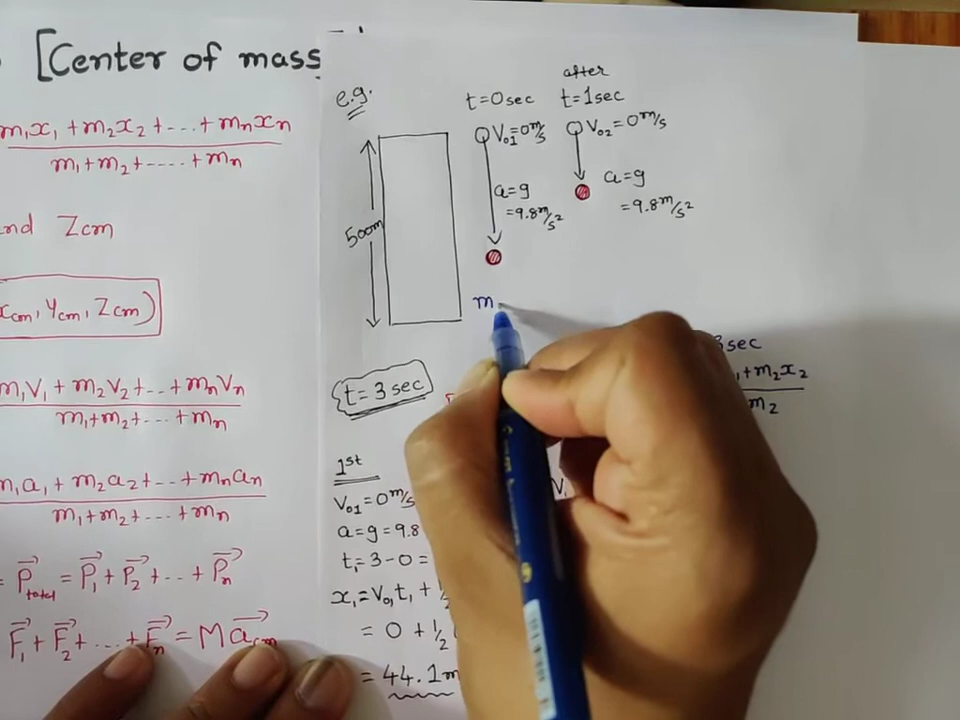 [Center of mass
m₁x₁ + m₂x₂ + ... + mₙxₙ
m₁+m₂+-....+mₙ
Zcm
Xcm, Ycm, Zcm)
m₁V₁ + m₂V₂ +.. +mₙVₙ
m₁+m₂+...+mₙ
m₁a₁ + m₂a₂ +... +mₙaₙ
m₁+m₂+...+mₙ
= P⃗total = P⃗₁ + P⃗₂ + .. + P⃗ₙ
F⃗₁ + F⃗₂ + ...+ F⃗ₙ = M a⃗cm
e.g.
500m
t=0sec
V₀₁=0m/s
a=g
=9.8m/s²
after
t=1sec
V₀₂=0m/s
a=g
=9.8m/s²
m
t=3 sec
1st
V₀₁=0m/s
a=g=9.8
t₁=3-0=
x₁=V₀₁t₁+½
= 0 + ½
= 44.1m
3sec
+m₂x₂
m₂